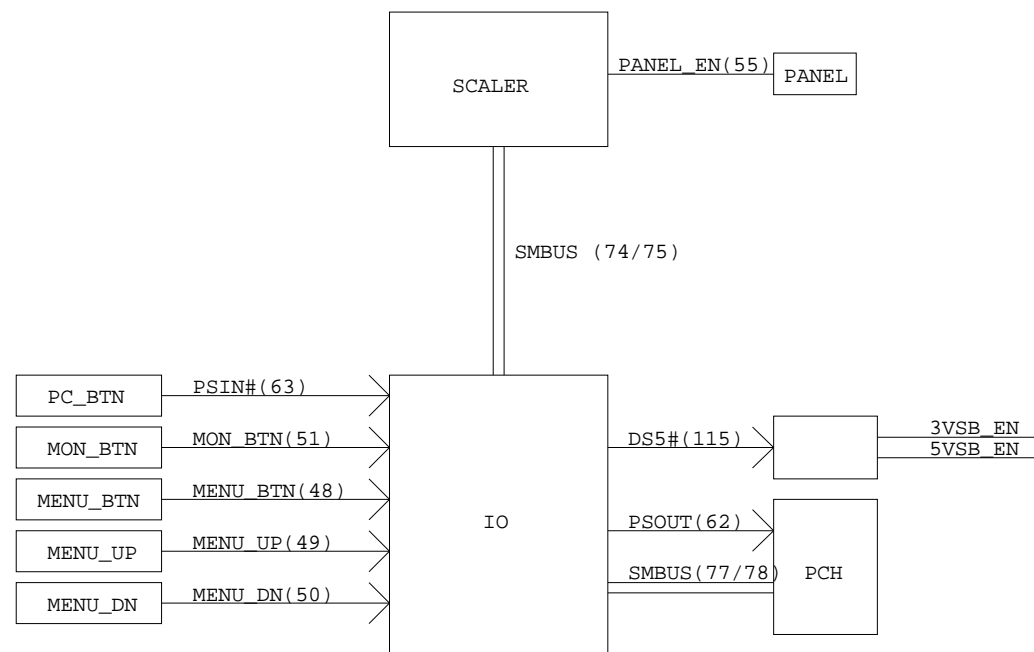 PANEL_EN(55)
SCALER
PANEL
SMBUS (74/75)
PC_BTN
PSIN#(63)
MON_BTN
MON_BTN(51)
DS5#(115)
3VSB_EN
5VSB_EN
MENU_BTN
MENU_BTN(48)
IO
PSOUT(62)
MENU_UP
MENU_UP(49)
SMBUS(77/78)
PCH
MENU_DN
MENU_DN(50)